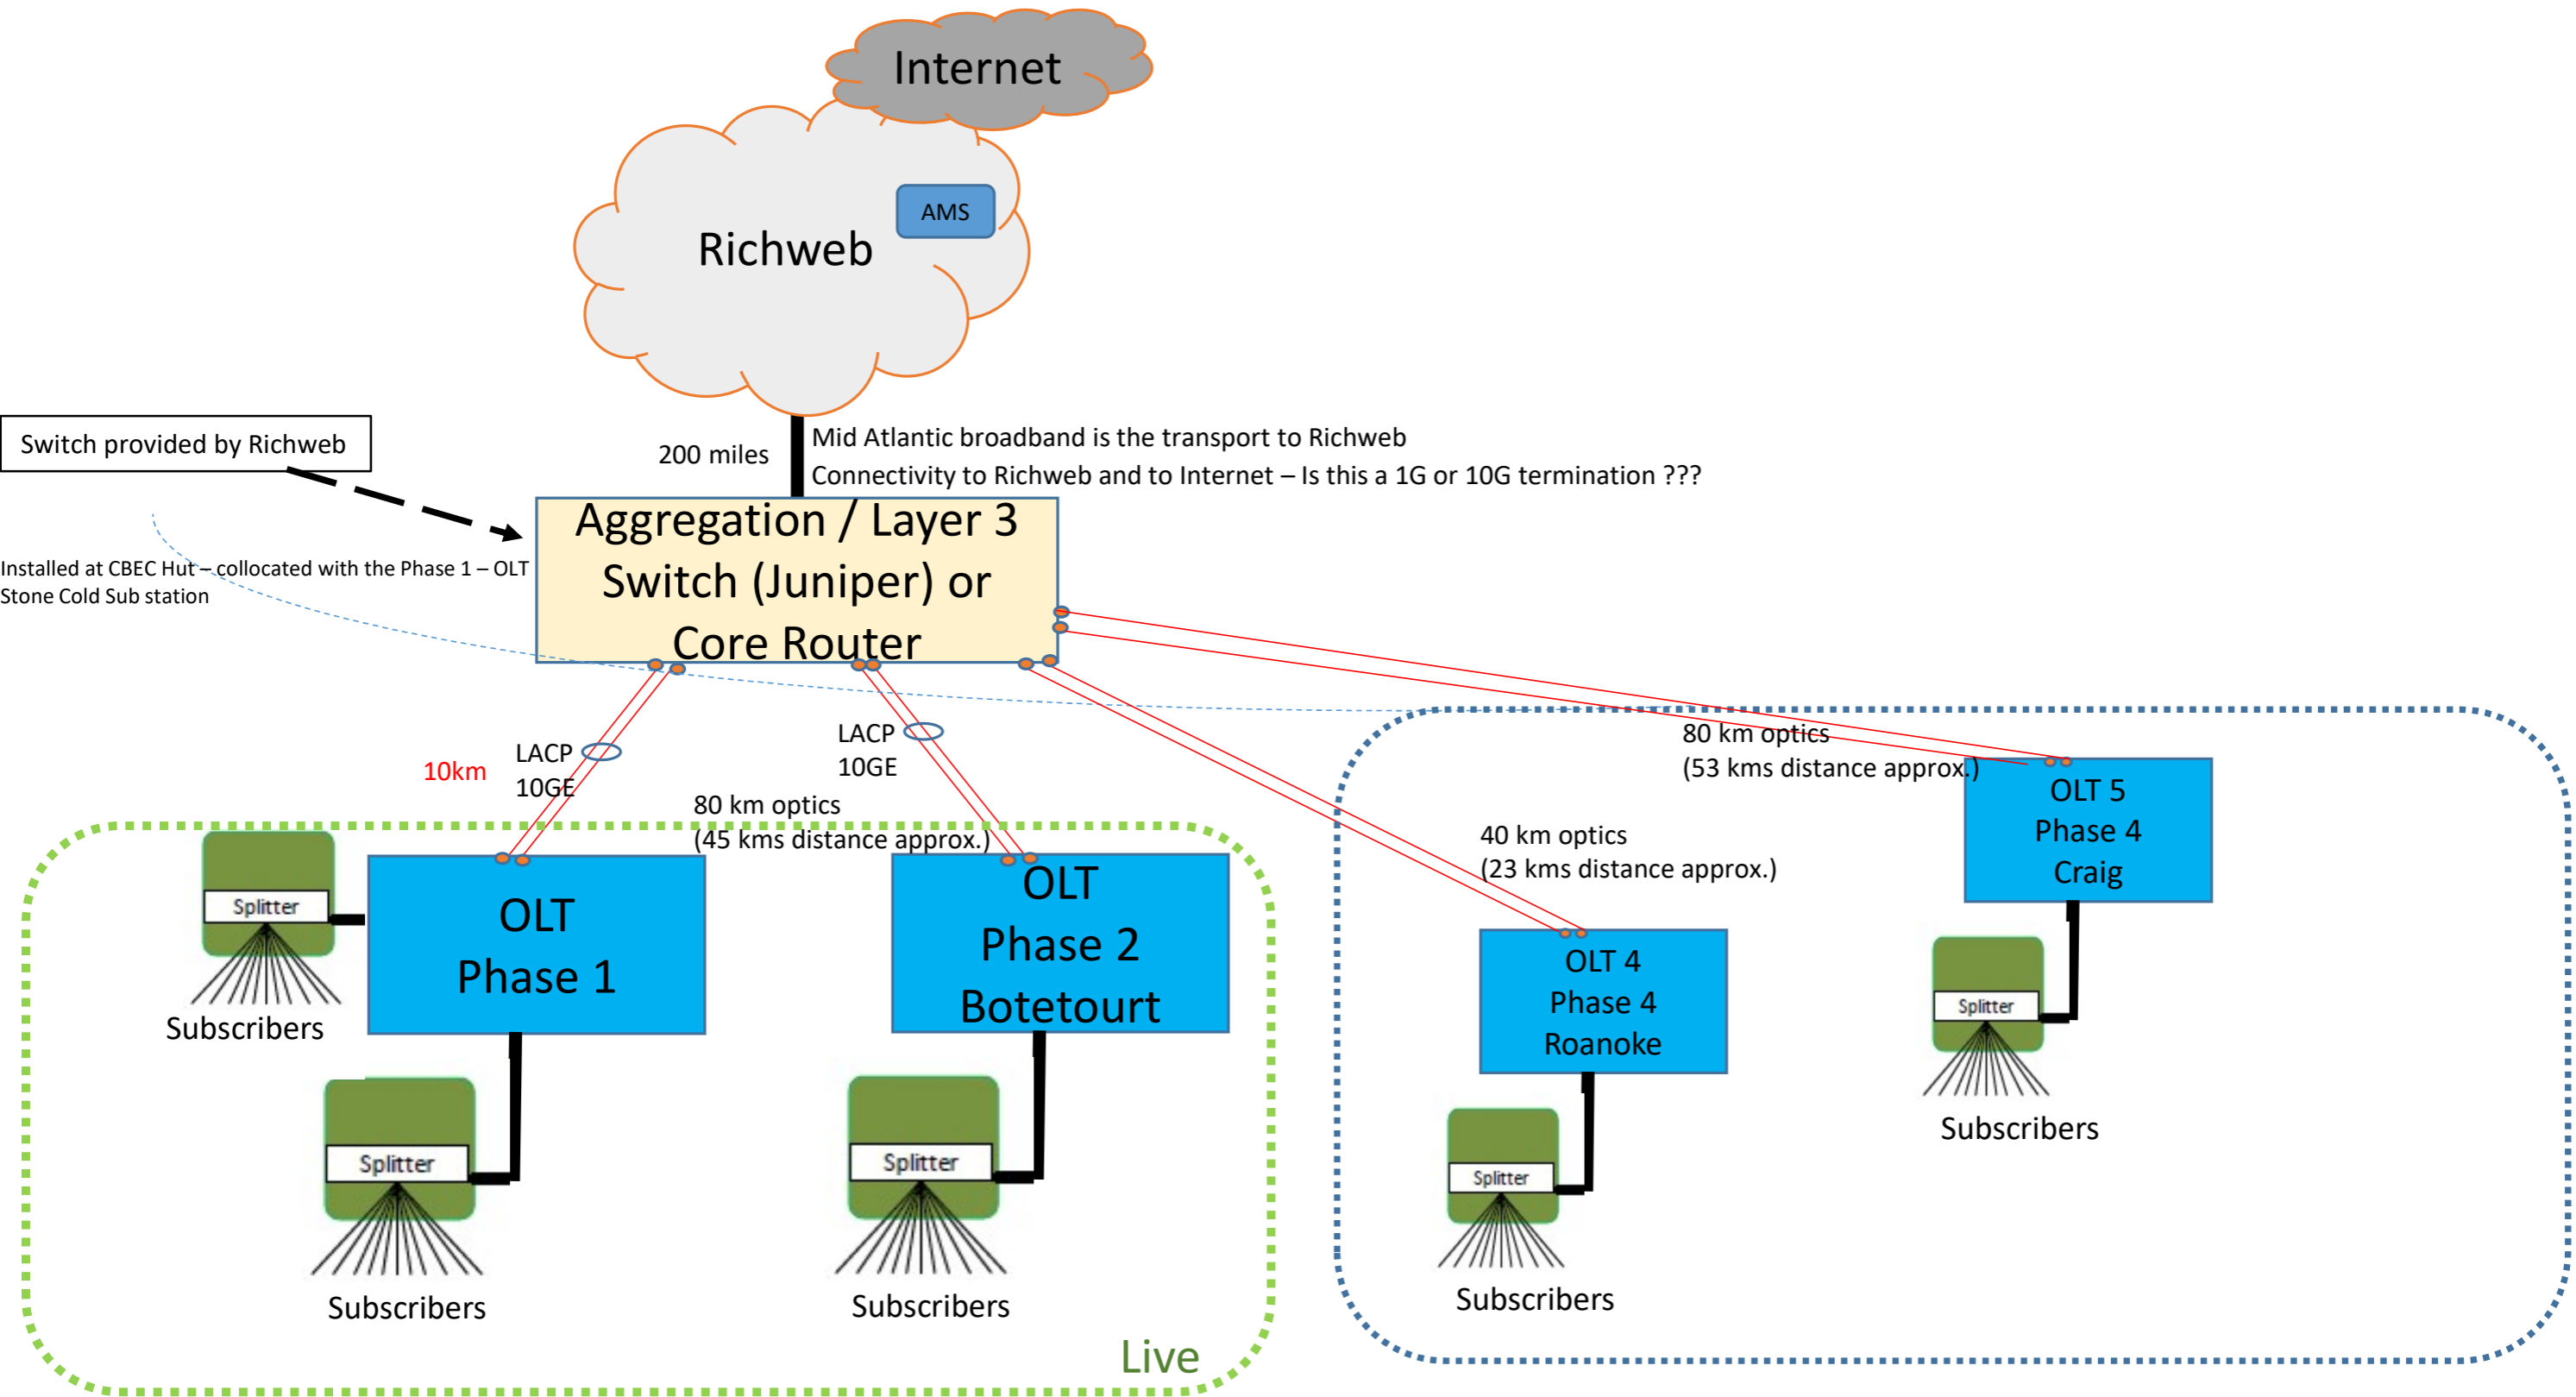 Internet
AMS
Richweb
Switch provided by Richweb
200 miles
Mid Atlantic broadband is the transport to Richweb
Connectivity to Richweb and to Internet – Is this a 1G or 10G termination ???
Aggregation / Layer 3
Switch (Juniper) or
Core Router
Installed at CBEC Hut – collocated with the Phase 1 – OLT
Stone Cold Sub station
10km
LACP
10GE
LACP
10GE
80 km optics
(45 kms distance approx.)
80 km optics
(53 kms distance approx.)
40 km optics
(23 kms distance approx.)
Splitter
Subscribers
OLT
Phase 1
Splitter
Subscribers
OLT
Phase 2
Botetourt
Splitter
Subscribers
Live
OLT 4
Phase 4
Roanoke
Splitter
Subscribers
OLT 5
Phase 4
Craig
Splitter
Subscribers